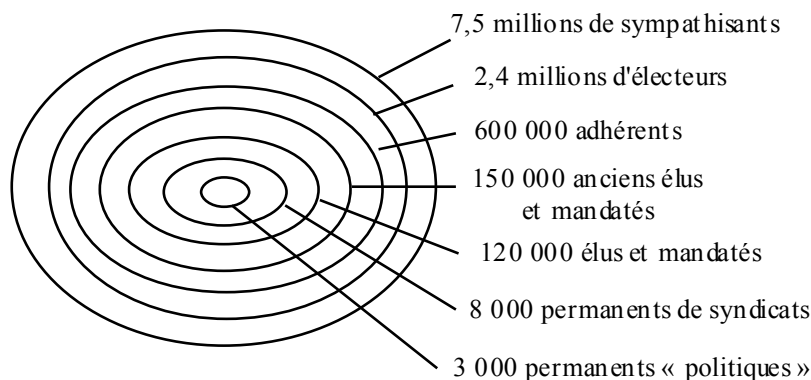 7,5 millions de sympathisants
2,4 millions d'électeurs
600 000 adhérents
150 000 anciens élus
et mandatés
120 000 élus et mandatés
8 000 permanents de syndicats
3 000 permanents « politiques »